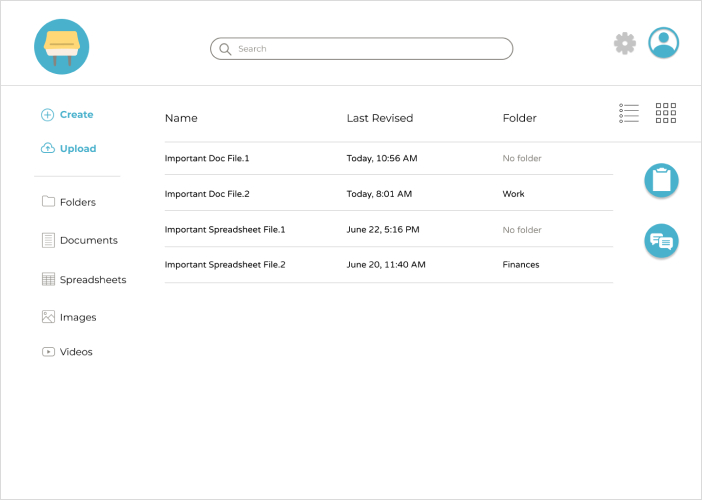 Search
Create
Upload
Folders
Documents
Spreadsheets
Images
Videos
Name Last Revised Folder
Important Doc File.1 Today, 10:56 AM No folder
Important Doc File.2 Today, 8:01 AM Work
Important Spreadsheet File.1 June 22, 5:16 PM No folder
Important Spreadsheet File.2 June 20, 11:40 AM Finances